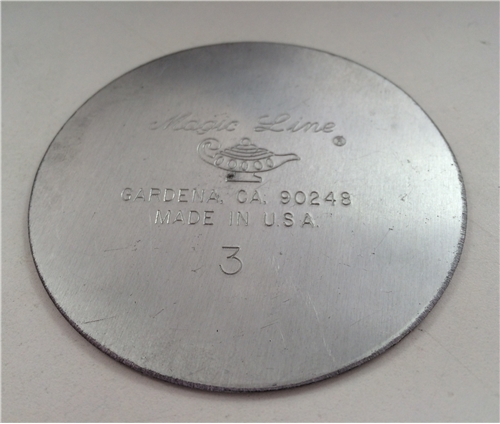 Magic Line
®
GARDENA, CA. 90248
MADE IN U.S.A.
3